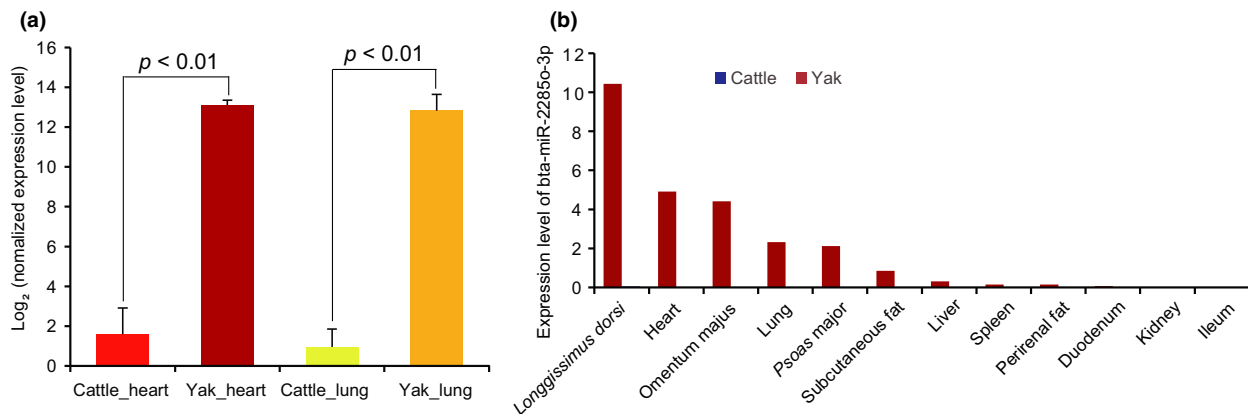 (a)
Log₂ (nomalized expression level)
16
14
12
10
8
6
4
2
0
p < 0.01
p < 0.01
Cattle_heart
Yak_heart
Cattle_lung
Yak_lung
(b)
Expression level of bta-miR-2285o-3p
12
10
8
6
4
2
0
Cattle
Yak
Longgissimus dorsi
Heart
Omentum majus
Lung
Psoas major
Subcutaneous fat
Liver
Spleen
Perirenal fat
Duodenum
Kidney
Ileum